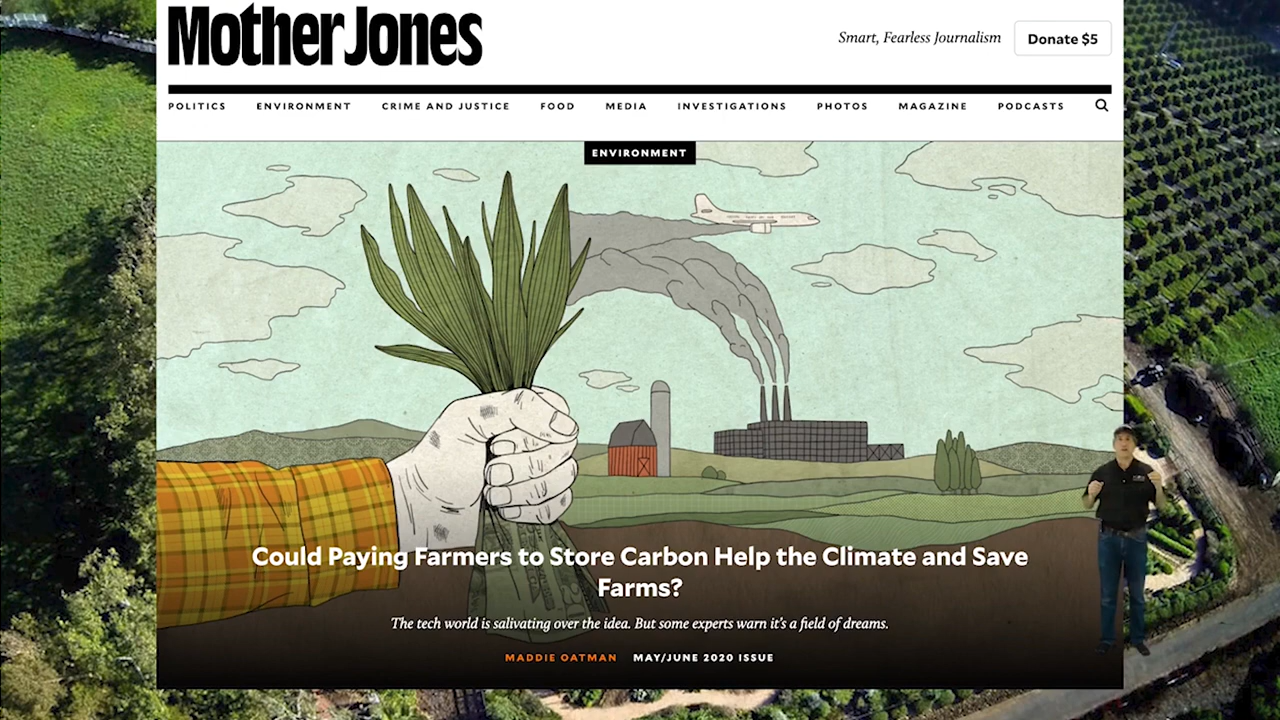 Mother Jones
Smart, Fearless Journalism
Donate $5
POLITICS ENVIRONMENT CRIME AND JUSTICE FOOD MEDIA INVESTIGATIONS PHOTOS MAGAZINE PODCASTS
ENVIRONMENT
Could Paying Farmers to Store Carbon Help the Climate and Save
Farms?
The tech world is salivating over the idea. But some experts warn it's a field of dreams.
MADDIE OATMAN MAY/JUNE 2020 ISSUE